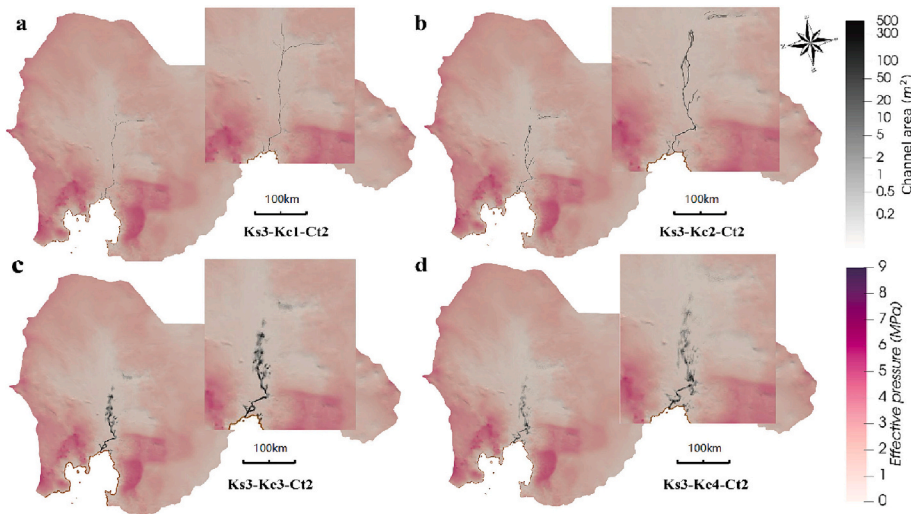 a
100km
Ks3-Kc1-Ct2
b
100km
Ks3-Kc2-Ct2
500
300
100
50
20
10
5
2
1
0.5
0.2
Channel area (m²)
c
100km
Ks3-Kc3-Ct2
d
100km
Ks3-Kc4-Ct2
9
8
7
6
5
4
3
2
1
0
Effective pressure (MPa)